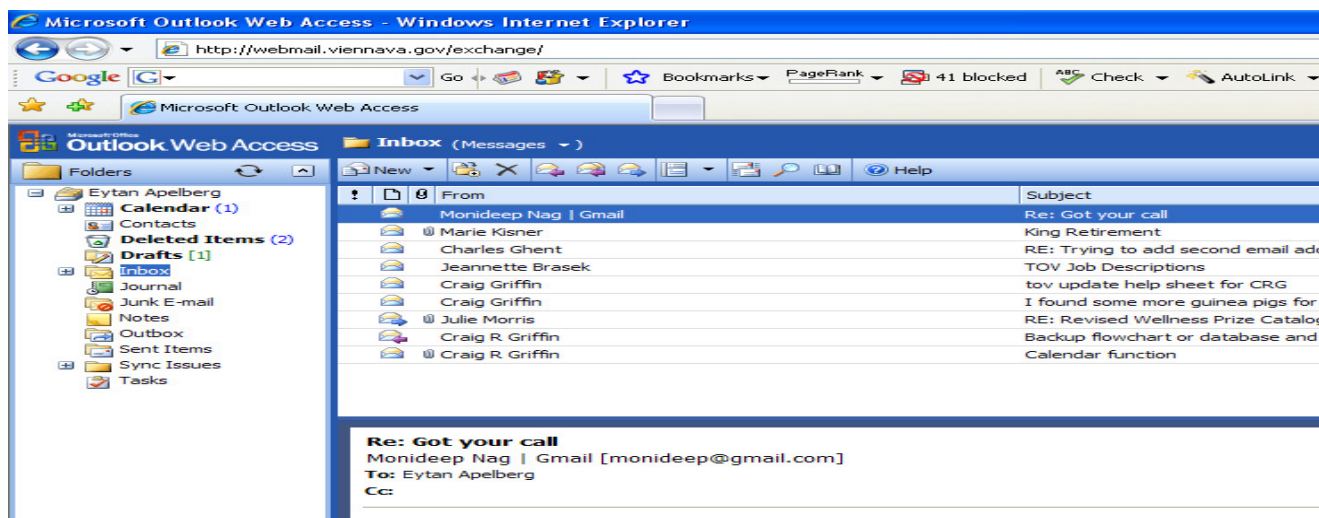 Microsoft Outlook Web Access - Windows Internet Explorer
http://webmail.viennava.gov/exchange/
Google G Go Bookmarks PageRank 41 blocked ABC Check AutoLink
Microsoft Outlook Web Access
Microsoft Office
Outlook Web Access Inbox (Messages )
Folders New Help
Eytan Apelberg
Calendar (1)
Contacts
Deleted Items (2)
Drafts [1]
Inbox
Journal
Junk E-mail
Notes
Outbox
Sent Items
Sync Issues
Tasks
! From Subject
Monideep Nag | Gmail Re: Got your call
Marie Kisner King Retirement
Charles Ghent RE: Trying to add second email add
Jeannette Brasek TOV Job Descriptions
Craig Griffin tov update help sheet for CRG
Craig Griffin I found some more guinea pigs for
Julie Morris RE: Revised Wellness Prize Catalog
Craig R Griffin Backup flowchart or database and
Craig R Griffin Calendar function
Re: Got your call
Monideep Nag | Gmail [monideep@gmail.com]
To: Eytan Apelberg
Cc: